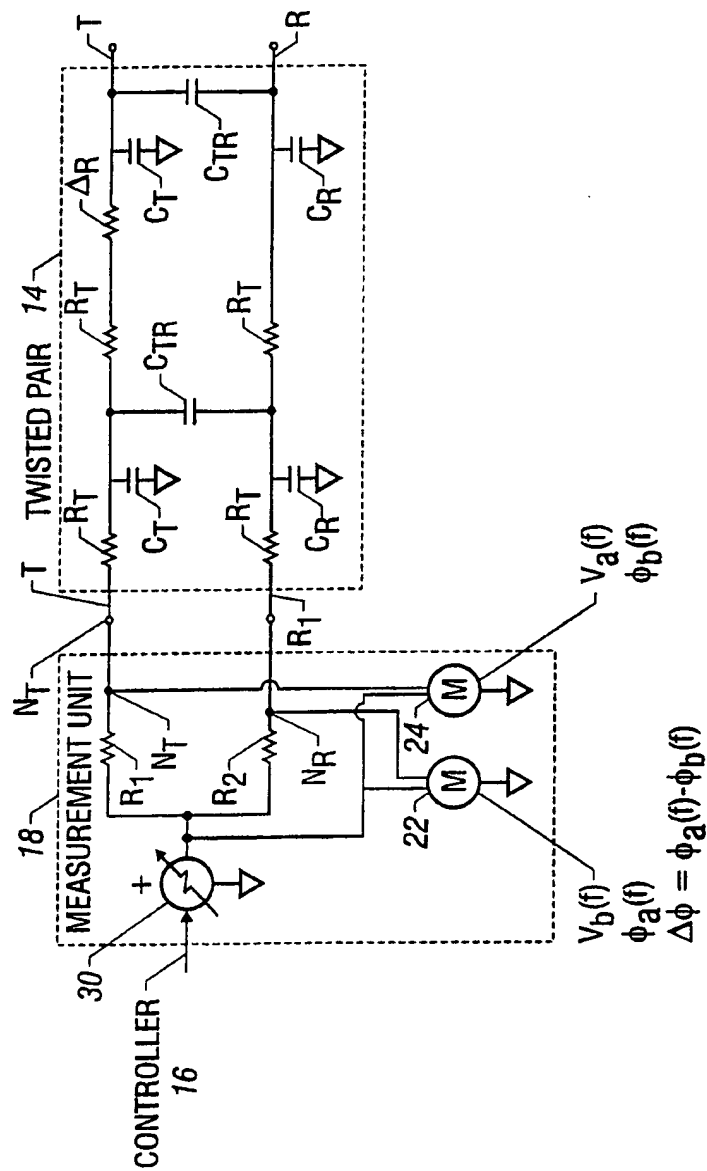 TWISTED PAIR 14
MEASUREMENT UNIT
18
CONTROLLER
16
30
+
N_T
T
R_T
R_T
Δ_R
T
R_1
N_T
C_T
C_TR
C_T
C_TR
R_2
N_R
R_1
R_T
C_R
R_T
C_R
R
22
M
24
M
V_b(f)
ϕ_a(f)
Δϕ = ϕ_a(f)-ϕ_b(f)
V_a(f)
ϕ_b(f)